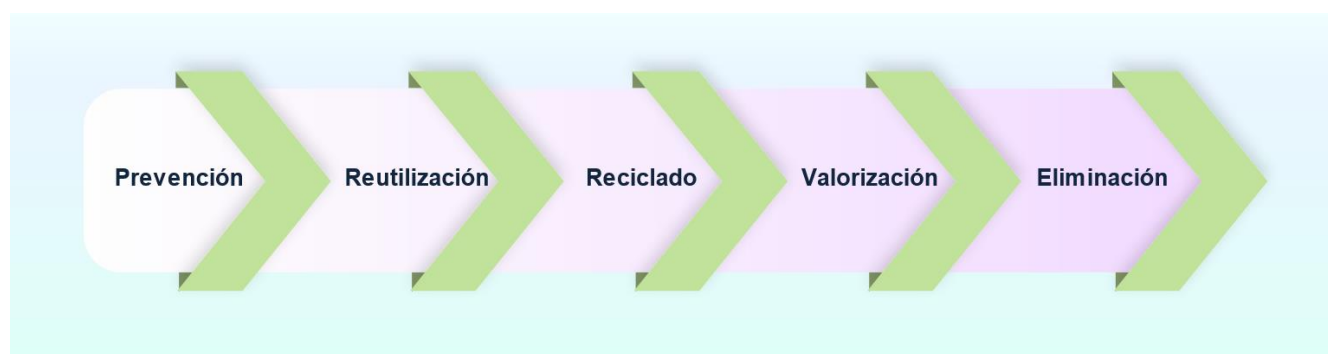 Prevención
Reutilización
Reciclado
Valorización
Eliminación